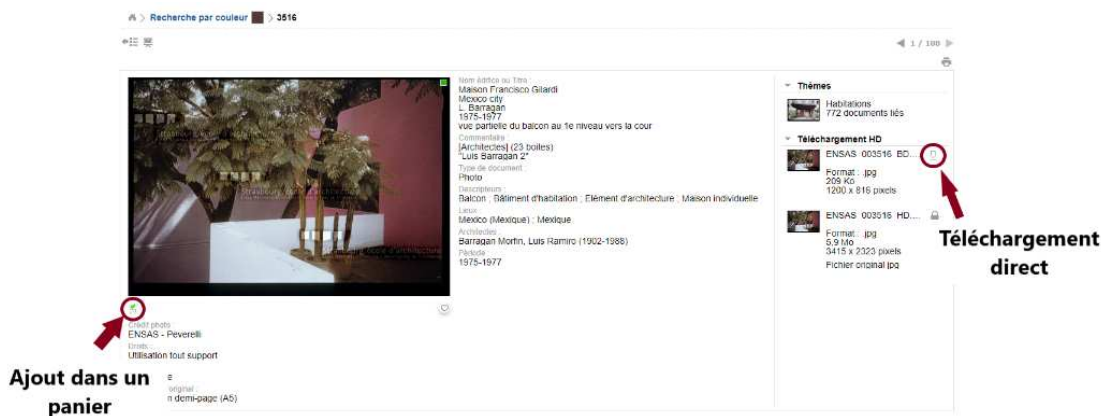 Recherche par couleur > 3516
1 / 100
Nom édifice ou Titre :
Maison Francisco Gilardi
Mexico city
L. Barragan
1975-1977
vue partielle du balcon au 1e niveau vers la cour
Commentaire
[Architectes] (23 boîtes)
"Luis Barragan 2"
Type de document :
Photo
Descripteurs :
Balcon ; Bâtiment d'habitation ; Elément d'architecture ; Maison individuelle
Lieux :
Mexico (Mexique) ; Mexique
Architectes :
Barragan Morfin, Luis Ramiro (1902-1988)
Période
1975-1977
Crédit photo
ENSAS - Peverelli
Droits :
Utilisation tout support
e
original :
n demi-page (A5)
Ajout dans un
panier
Thèmes
Habitations
772 documents liés
Téléchargement HD
ENSAS 003516 BD...
Format : .jpg
209 Ko
1200 x 816 pixels
ENSAS 003516 HD...
Format : .jpg
5.9 Mo
3415 x 2323 pixels
Fichier original jpg
Téléchargement
direct